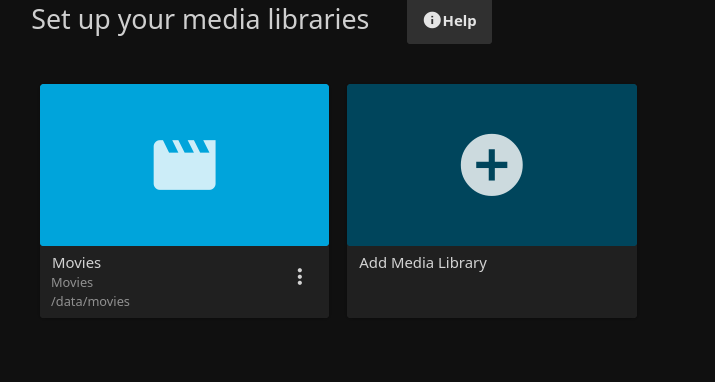 Set up your media libraries
Help
Movies
Movies
/data/movies
Add Media Library